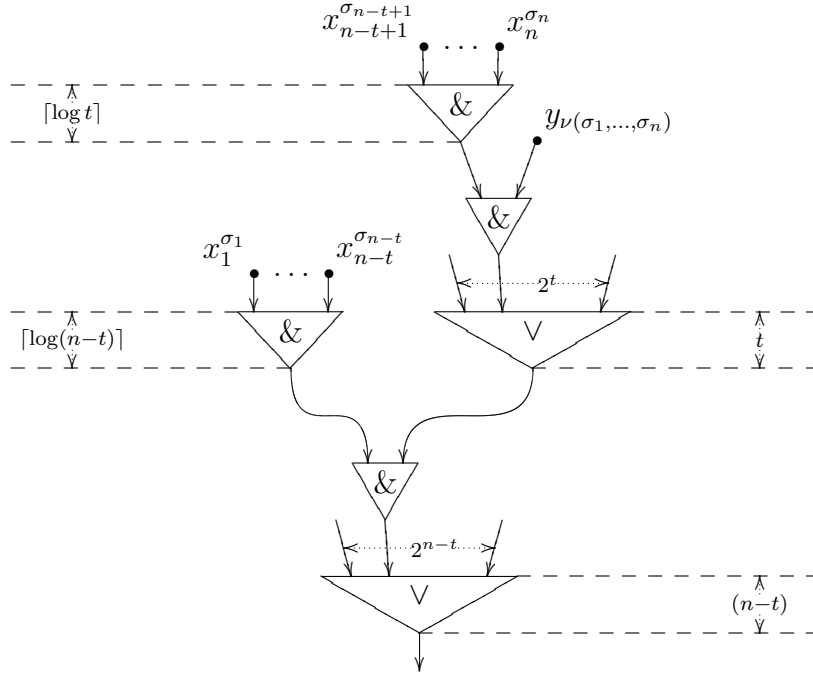 x_{n-t+1}^{σ_{n-t+1}} · · · x_n^{σ_n}
⌈log t⌉
&
y_{ν(σ_1,...,σ_n)}
&
x_1^{σ_1} · · · x_{n-t}^{σ_{n-t}}
2^t
⌈log(n−t)⌉
&
∨
t
&
2^{n−t}
∨
(n−t)